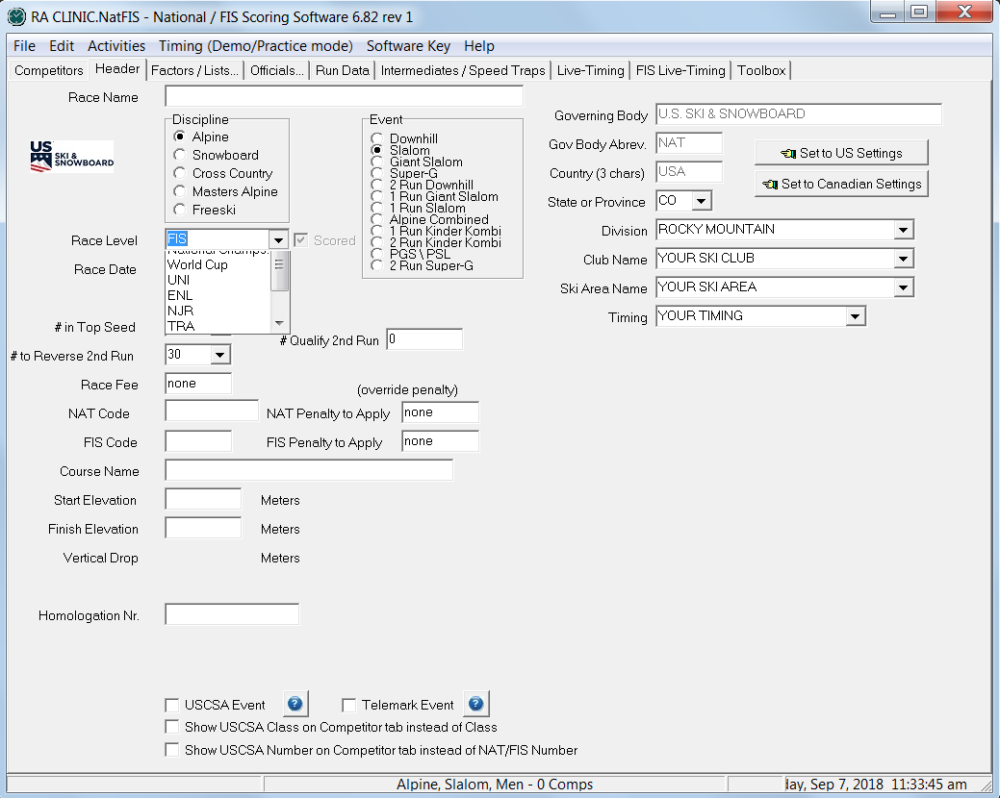 RA CLINIC.NatFIS - National / FIS Scoring Software 6.82 rev 1
File Edit Activities Timing (Demo/Practice mode) Software Key Help
Competitors Header Factors / Lists... Officials... Run Data Intermediates / Speed Traps Live-Timing FIS Live-Timing Toolbox
Race Name
US SKI & SNOWBOARD
Discipline
Alpine
Snowboard
Cross Country
Masters Alpine
Freeski
Event
Downhill
Slalom
Giant Slalom
Super-G
2 Run Downhill
1 Run Giant Slalom
1 Run Slalom
Alpine Combined
1 Run Kinder Kombi
2 Run Kinder Kombi
PGS \ PSL
2 Run Super-G
Governing Body U.S. SKI & SNOWBOARD
Gov Body Abrev. NAT
Country (3 chars) USA
Set to US Settings
Set to Canadian Settings
State or Province CO
Division ROCKY MOUNTAIN
Club Name YOUR SKI CLUB
Ski Area Name YOUR SKI AREA
Timing YOUR TIMING
Race Level FIS Scored
National Champs.
World Cup
UNI
ENL
NJR
TRA
Race Date
# in Top Seed
# Qualify 2nd Run 0
# to Reverse 2nd Run 30
Race Fee none
(override penalty)
NAT Code NAT Penalty to Apply none
FIS Code FIS Penalty to Apply none
Course Name
Start Elevation Meters
Finish Elevation Meters
Vertical Drop Meters
Homologation Nr.
USCSA Event ? Telemark Event ?
Show USCSA Class on Competitor tab instead of Class
Show USCSA Number on Competitor tab instead of NAT/FIS Number
Alpine, Slalom, Men - 0 Comps
day, Sep 7, 2018 11:33:45 am